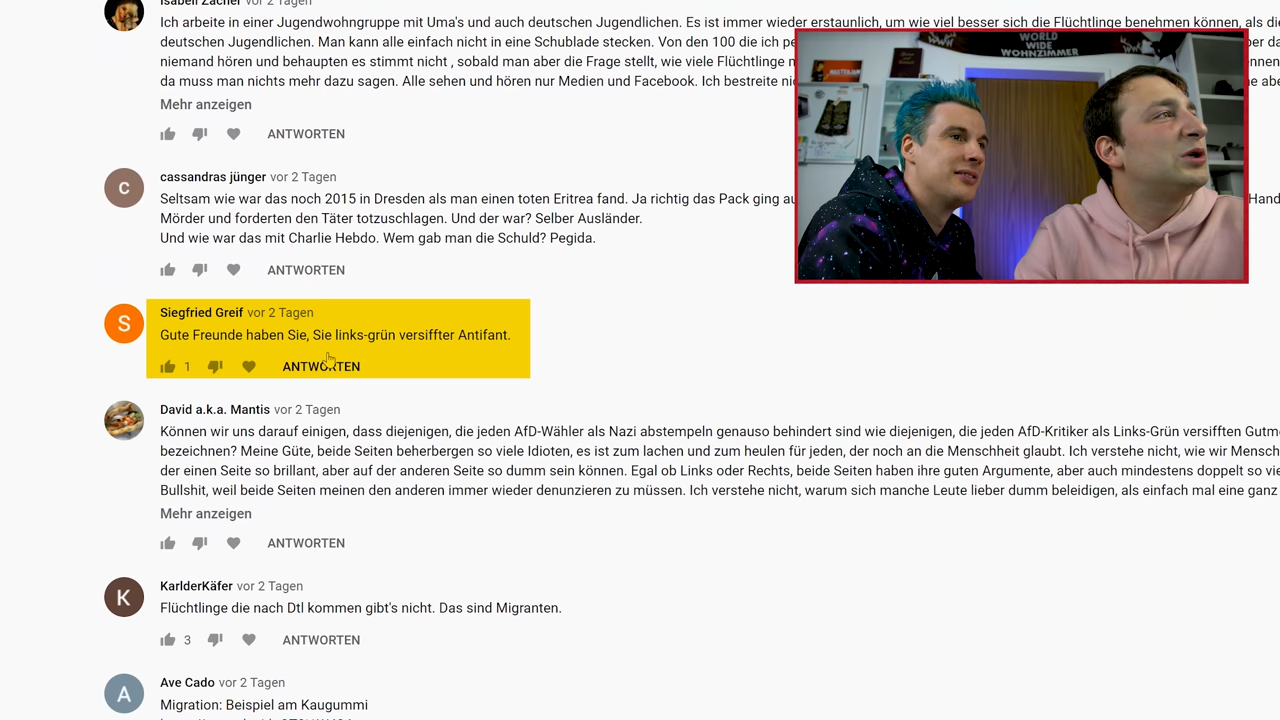 Isabell Zacher vor 2 Tagen
Ich arbeite in einer Jugendwohngruppe mit Uma's und auch deutschen Jugendlichen. Es ist immer wieder erstaunlich, um wie viel besser sich die Flüchtlinge benehmen können, als die
deutschen Jugendlichen. Man kann alle einfach nicht in eine Schublade stecken. Von den 100 die ich
niemand hören und behaupten es stimmt nicht , sobald man aber die Frage stellt, wie viele Flüchtlinge
da muss man nichts mehr dazu sagen. Alle sehen und hören nur Medien und Facebook. Ich bestreite
Mehr anzeigen
ANTWORTEN
WORLD
WIDE
WOHNZIMMER
C
cassandras jünger vor 2 Tagen
Seltsam wie war das noch 2015 in Dresden als man einen toten Eritrea fand. Ja richtig das Pack ging
Mörder und forderten den Täter totzuschlagen. Und der war? Selber Ausländer.
Und wie war das mit Charlie Hebdo. Wem gab man die Schuld? Pegida.
ANTWORTEN
S
Siegfried Greif vor 2 Tagen
Gute Freunde haben Sie, Sie links-grün versiffter Antifant.
1 ANTWORTEN
David a.k.a. Mantis vor 2 Tagen
Können wir uns darauf einigen, dass diejenigen, die jeden AfD-Wähler als Nazi abstempeln genauso behindert sind wie diejenigen, die jeden AfD-Kritiker als Links-Grün versifften Gutm
bezeichnen? Meine Güte, beide Seiten beherbergen so viele Idioten, es ist zum lachen und zum heulen für jeden, der noch an die Menschheit glaubt. Ich verstehe nicht, wie wir Mensch
der einen Seite so brillant, aber auf der anderen Seite so dumm sein können. Egal ob Links oder Rechts, beide Seiten haben ihre guten Argumente, aber auch mindestens doppelt so vie
Bullshit, weil beide Seiten meinen den anderen immer wieder denunzieren zu müssen. Ich verstehe nicht, warum sich manche Leute lieber dumm beleidigen, als einfach mal eine ganz
Mehr anzeigen
ANTWORTEN
K
KarlderKäfer vor 2 Tagen
Flüchtlinge die nach Dtl kommen gibt's nicht. Das sind Migranten.
3 ANTWORTEN
A
Ave Cado vor 2 Tagen
Migration: Beispiel am Kaugummi